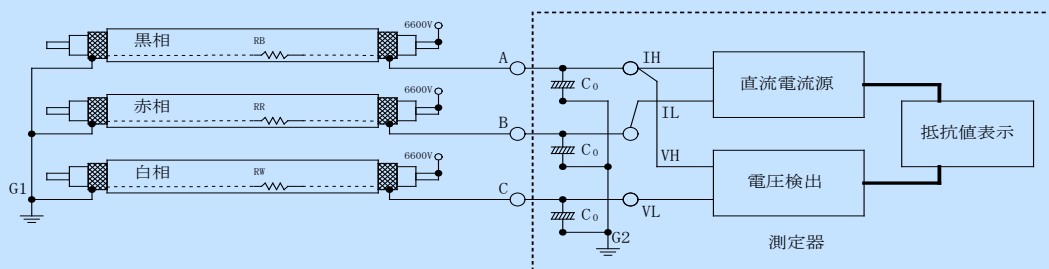 6600V
黒相
RB
A
IH
C₀
直流電流源
IL
6600V
赤相
RR
B
C₀
抵抗値表示
VH
6600V
白相
RW
G1
C
C₀
VL
電圧検出
G2
測定器